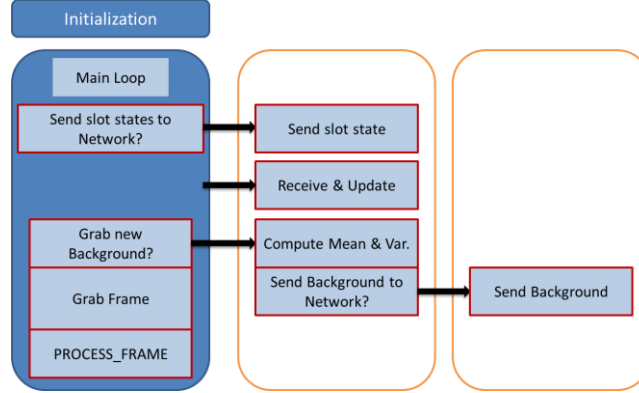 Initialization
Main Loop
Send slot states to
Network?
Send slot state
Receive & Update
Grab new
Background?
Compute Mean & Var.
Grab Frame
Send Background to
Network?
Send Background
PROCESS_FRAME